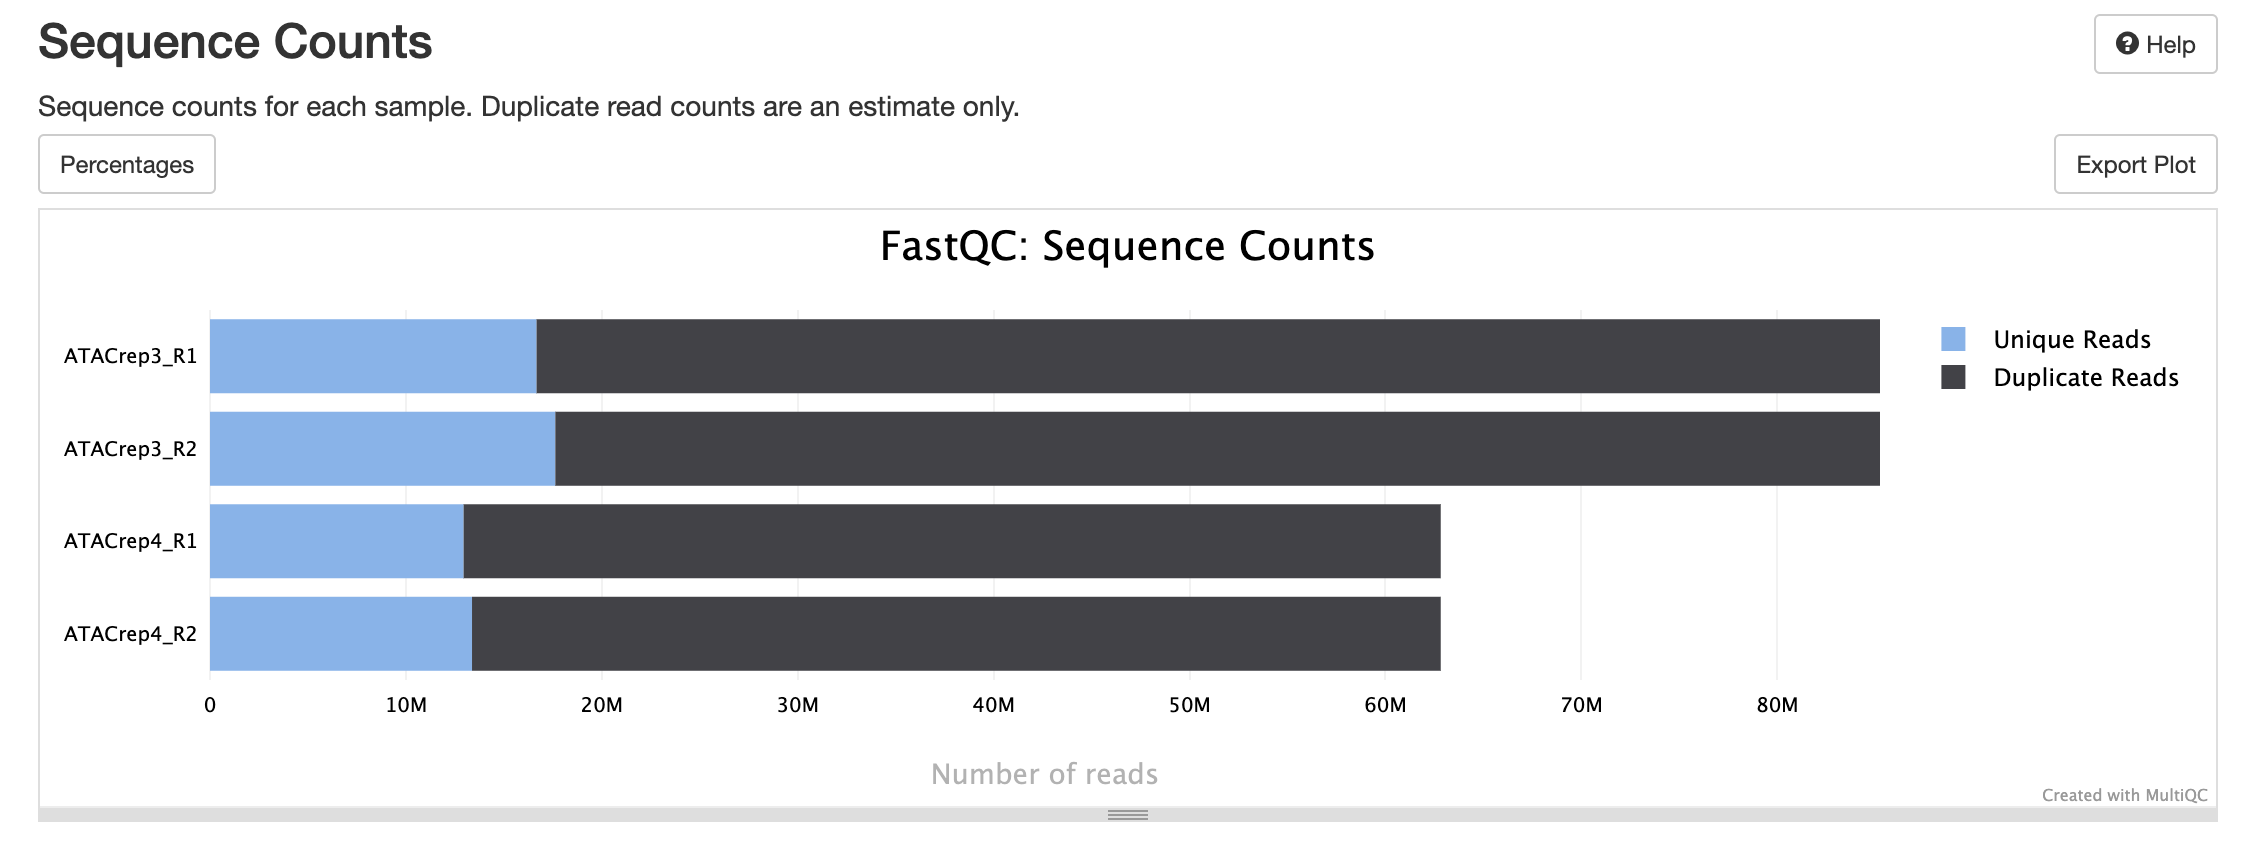 Sequence Counts
Help
Sequence counts for each sample. Duplicate read counts are an estimate only.
Percentages
Export Plot
FastQC: Sequence Counts
ATACrep3_R1
ATACrep3_R2
ATACrep4_R1
ATACrep4_R2
Unique Reads
Duplicate Reads
0 10M 20M 30M 40M 50M 60M 70M 80M
Number of reads
Created with MultiQC